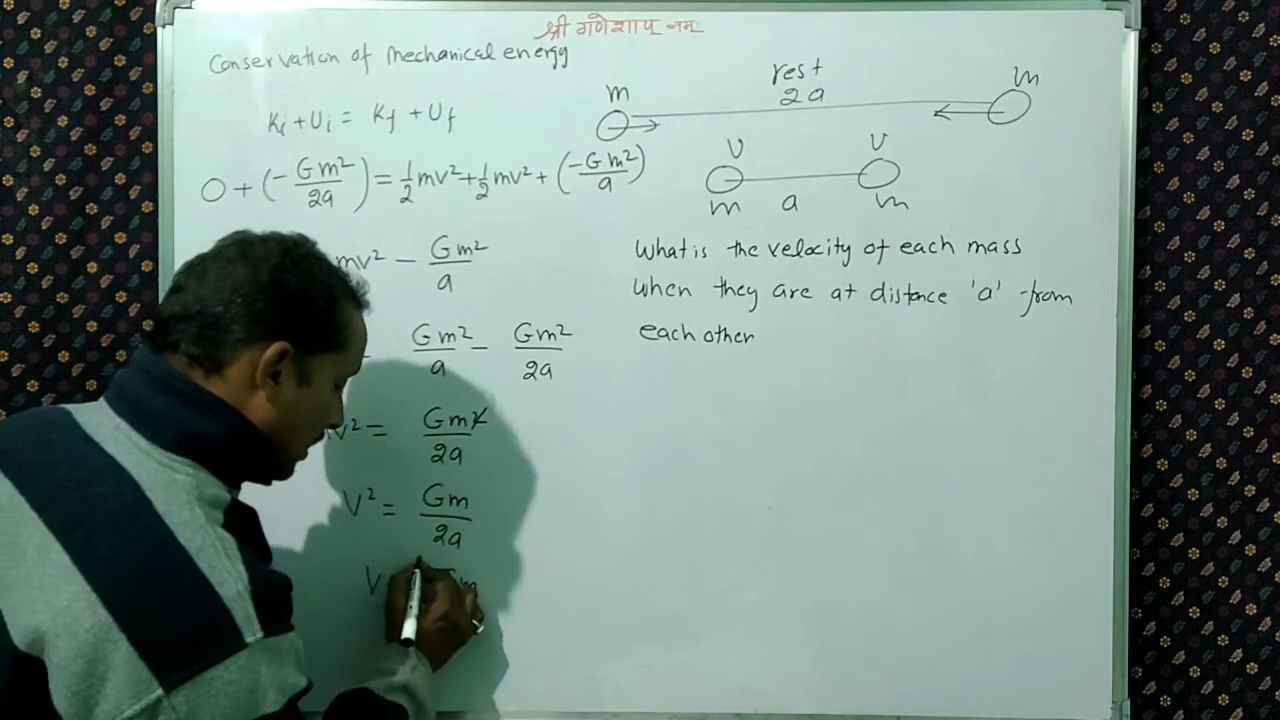 श्री गणेशाय नमः
Conservation of Mechanical energy
Ki + Ui = Kf + Uf
O + (- Gm²/2a) = ½mv² + ½mv² + (-Gm²/a)
mv² - Gm²/a
Gm²/a - Gm²/2a
v² = Gm²/2a
V² = Gm/2a
V
m
rest
2a
m
v
v
m
a
m
What is the velocity of each mass
when they are at distance 'a' from
each other